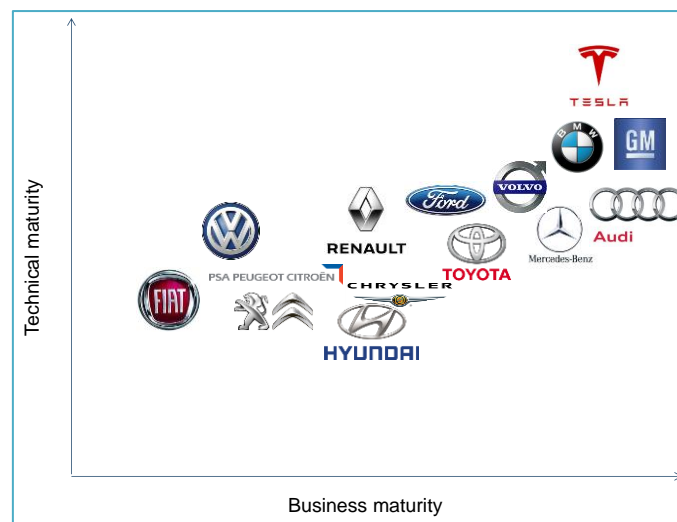 TESLA
BMW
GM
VOLVO
Ford
Audi
Mercedes-Benz
RENAULT
TOYOTA
PSA PEUGEOT CITROËN
CHRYSLER
FIAT
HYUNDAI
Technical maturity
Business maturity